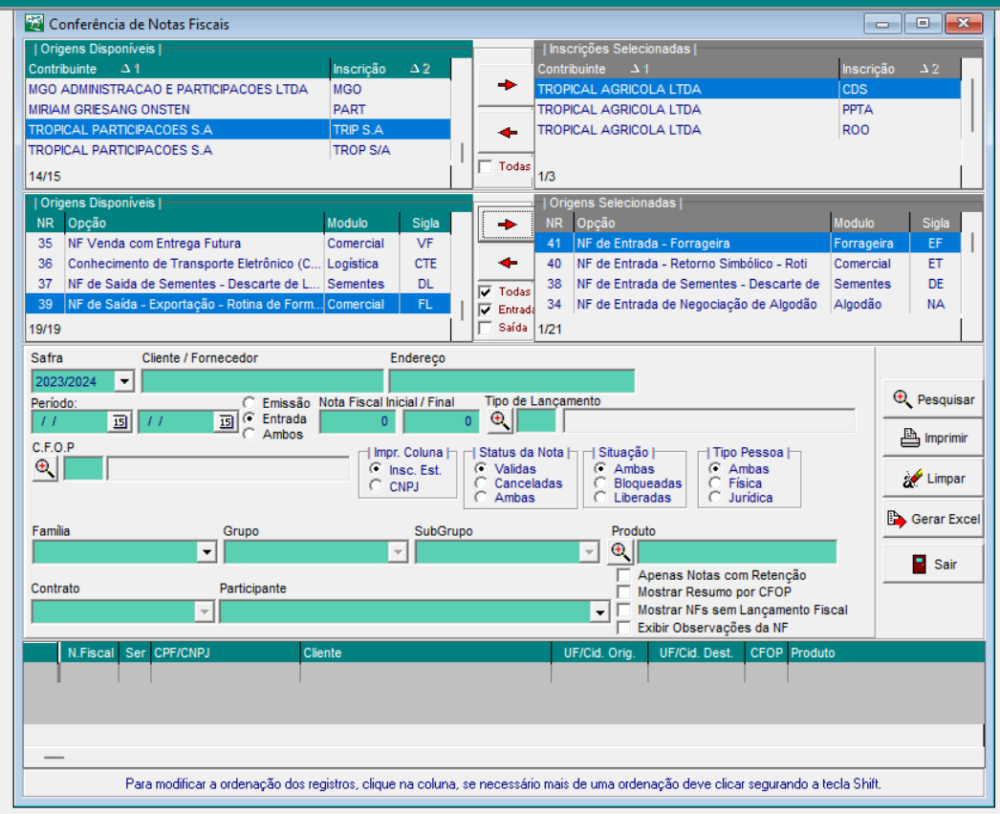 Conferência de Notas Fiscais
| Origens Disponíveis |
Contribuinte △ 1 Inscrição △ 2
MGO ADMINISTRACAO E PARTICIPACOES LTDA MGO
MIRIAM GRIESANG ONSTEN PART
TROPICAL PARTICIPACOES S.A TRIP S.A
TROPICAL PARTICIPACOES S.A TROP S/A
14/15
Todas
| Inscrições Selecionadas |
Contribuinte △ 1 Inscrição △ 2
TROPICAL AGRICOLA LTDA CDS
TROPICAL AGRICOLA LTDA PPTA
TROPICAL AGRICOLA LTDA ROO
1/3
| Origens Disponíveis |
NR Opção Modulo Sigla
35 NF Venda com Entrega Futura Comercial VF
36 Conhecimento de Transporte Eletrônico (C... Logística CTE
37 NF de Saida de Sementes - Descarte de L... Sementes DL
39 NF de Saída - Exportação - Rotina de Form... Comercial FL
19/19
Todas
Entrada
Saída
| Origens Selecionadas |
NR Opção Modulo Sigla
41 NF de Entrada - Forrageira Forrageira EF
40 NF de Entrada - Retorno Simbólico - Roti Comercial ET
38 NF de Entrada de Sementes - Descarte de Sementes DE
34 NF de Entrada de Negociação de Algodão Algodão NA
1/21
Safra Cliente / Fornecedor Endereço
2023/2024
Período: Emissão Nota Fiscal Inicial / Final Tipo de Lançamento
/ / 15 / / 15 Entrada 0 0
Ambos
C.F.O.P
| Impr. Coluna |
Insc. Est.
CNPJ
| Status da Nota |
Validas
Canceladas
Ambas
| Situação |
Ambas
Bloqueadas
Liberadas
| Tipo Pessoa |
Ambas
Física
Jurídica
Família Grupo SubGrupo Produto
Contrato Participante
Apenas Notas com Retenção
Mostrar Resumo por CFOP
Mostrar NFs sem Lançamento Fiscal
Exibir Observações da NF
Pesquisar
Imprimir
Limpar
Gerar Excel
Sair
N.Fiscal Ser CPF/CNPJ Cliente UF/Cid. Orig. UF/Cid. Dest. CFOP Produto
Para modificar a ordenação dos registros, clique na coluna, se necessário mais de uma ordenação deve clicar segurando a tecla Shift.